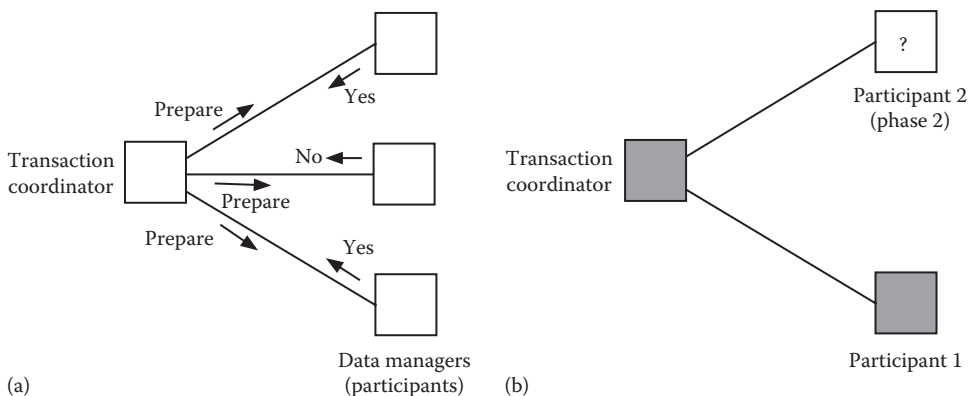 Prepare
Yes
Transaction
coordinator
No
Prepare
Prepare
Yes
Data managers
(participants)
(a)
?
Participant 2
(phase 2)
Transaction
coordinator
Participant 1
(b)